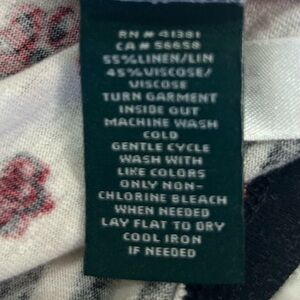 RN # 41381
CA # 56658
55% LINEN/LIN
45% VISCOSE/
VISCOSE
TURN GARMENT
INSIDE OUT
MACHINE WASH
COLD
GENTLE CYCLE
WASH WITH
LIKE COLORS
ONLY NON-
CHLORINE BLEACH
WHEN NEEDED
LAY FLAT TO DRY
COOL IRON
IF NEEDED